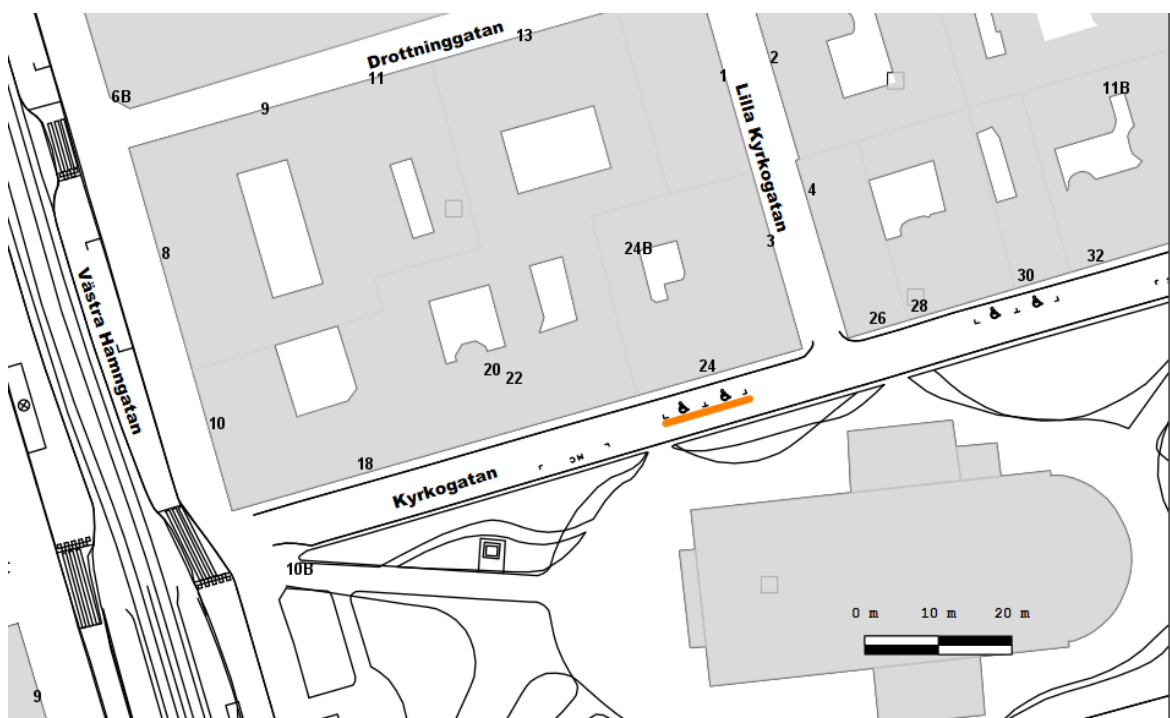 Drottninggatan
13
11
9
6B
1
2
Lilla Kyrkogatan
11B
4
3
24B
8
Västra Hamngatan
32
30
28
26
24
20
22
10
18
Kyrkogatan
MC
10B
0 m 10 m 20 m
9